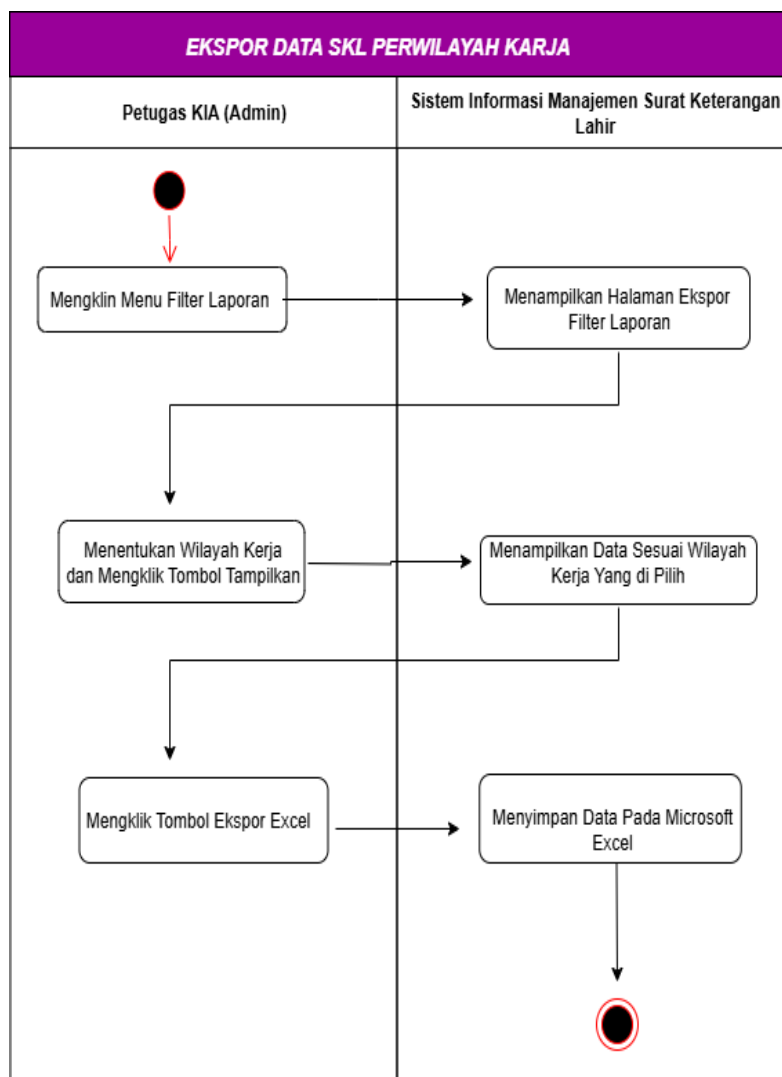 EKSPOR DATA SKL PERWILAYAH KARJA
Petugas KIA (Admin)
Sistem Informasi Manajemen Surat Keterangan
Lahir
Mengklin Menu Filter Laporan
Menampilkan Halaman Ekspor
Filter Laporan
Menentukan Wilayah Kerja
dan Mengklik Tombol Tampilkan
Menampilkan Data Sesuai Wilayah
Kerja Yang di Pilih
Mengklik Tombol Ekspor Excel
Menyimpan Data Pada Microsoft
Excel